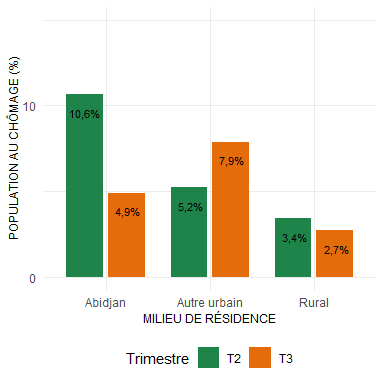 POPULATION AU CHÔMAGE (%)
10
0
10,6%
4,9%
5,2%
7,9%
3,4%
2,7%
Abidjan
Autre urbain
Rural
MILIEU DE RÉSIDENCE
Trimestre
T2
T3